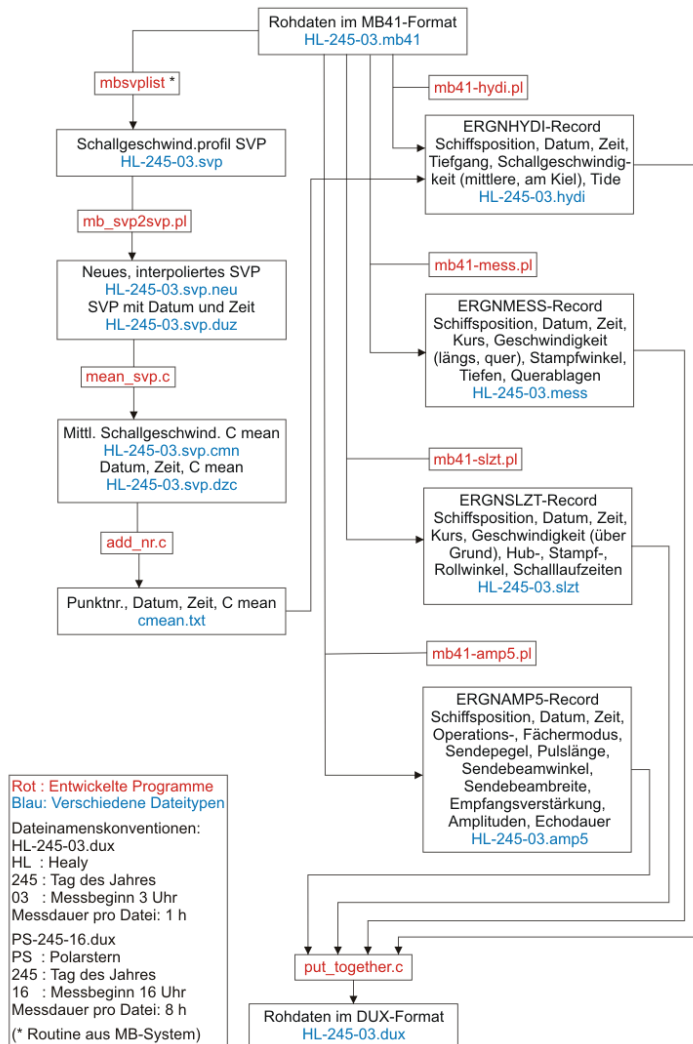 Rohdaten im MB41-Format
HL-245-03.mb41
mbsvplist *
Schallgeschwind.profil SVP
HL-245-03.svp
mb_svp2svp.pl
Neues, interpoliertes SVP
HL-245-03.svp.neu
SVP mit Datum und Zeit
HL-245-03.svp.duz
mean_svp.c
Mittl. Schallgeschwind. C mean
HL-245-03.svp.cmn
Datum, Zeit, C mean
HL-245-03.svp.dzc
add_nr.c
Punktnr., Datum, Zeit, C mean
cmean.txt
mb41-hydi.pl
ERGNHYDI-Record
Schiffsposition, Datum, Zeit,
Tiefgang, Schallgeschwindig-
keit (mittlere, am Kiel), Tide
HL-245-03.hydi
mb41-mess.pl
ERGNMESS-Record
Schiffsposition, Datum, Zeit,
Kurs, Geschwindigkeit
(längs, quer), Stampfwinkel,
Tiefen, Querablagen
HL-245-03.mess
mb41-slzt.pl
ERGNSLZT-Record
Schiffsposition, Datum, Zeit,
Kurs, Geschwindigkeit (über
Grund), Hub-, Stampf-,
Rollwinkel, Schalllaufzeiten
HL-245-03.slzt
mb41-amp5.pl
ERGNAMP5-Record
Schiffsposition, Datum, Zeit,
Operations-, Fächermodus,
Sendepegel, Pulslänge,
Sendebeamwinkel,
Sendebeambreite,
Empfangsverstärkung,
Amplituden, Echodauer
HL-245-03.amp5
put_together.c
Rohdaten im DUX-Format
HL-245-03.dux
Rot : Entwickelte Programme
Blau: Verschiedene Dateitypen
Dateinamenskonventionen:
HL-245-03.dux
HL : Healy
245 : Tag des Jahres
03 : Messbeginn 3 Uhr
Messdauer pro Datei: 1 h
PS-245-16.dux
PS : Polarstern
245 : Tag des Jahres
16 : Messbeginn 16 Uhr
Messdauer pro Datei: 8 h
(* Routine aus MB-System)